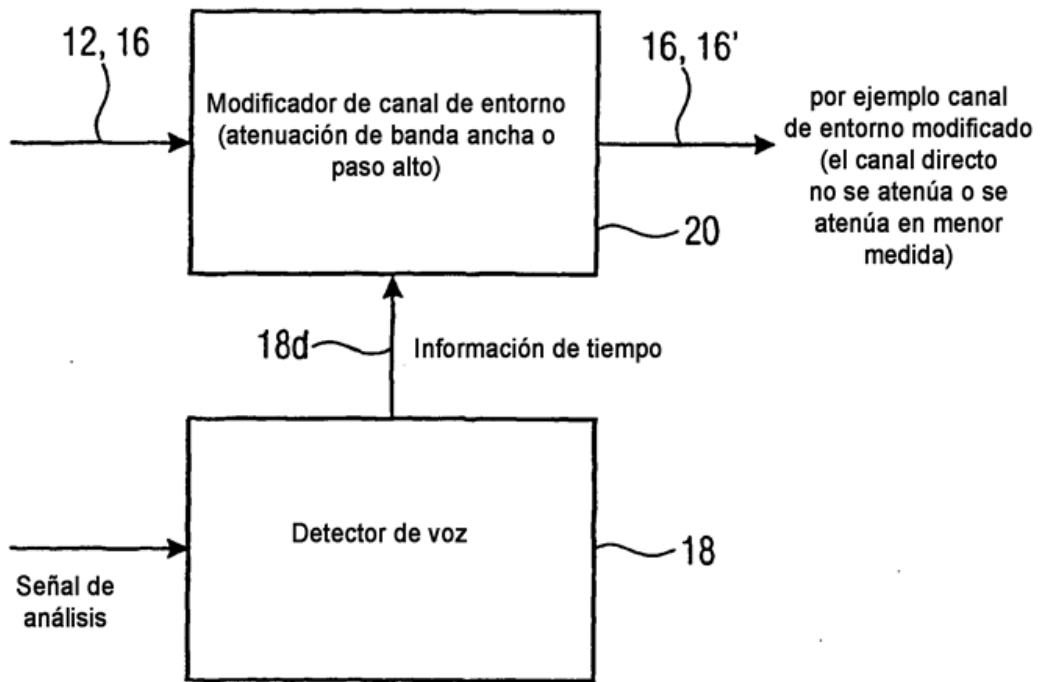 12, 16
Modificador de canal de entorno
(atenuación de banda ancha o
paso alto)
16, 16'
por ejemplo canal
de entorno modificado
(el canal directo
no se atenúa o se
atenúa en menor
medida)
20
18d
Información de tiempo
Detector de voz
18
Señal de
análisis